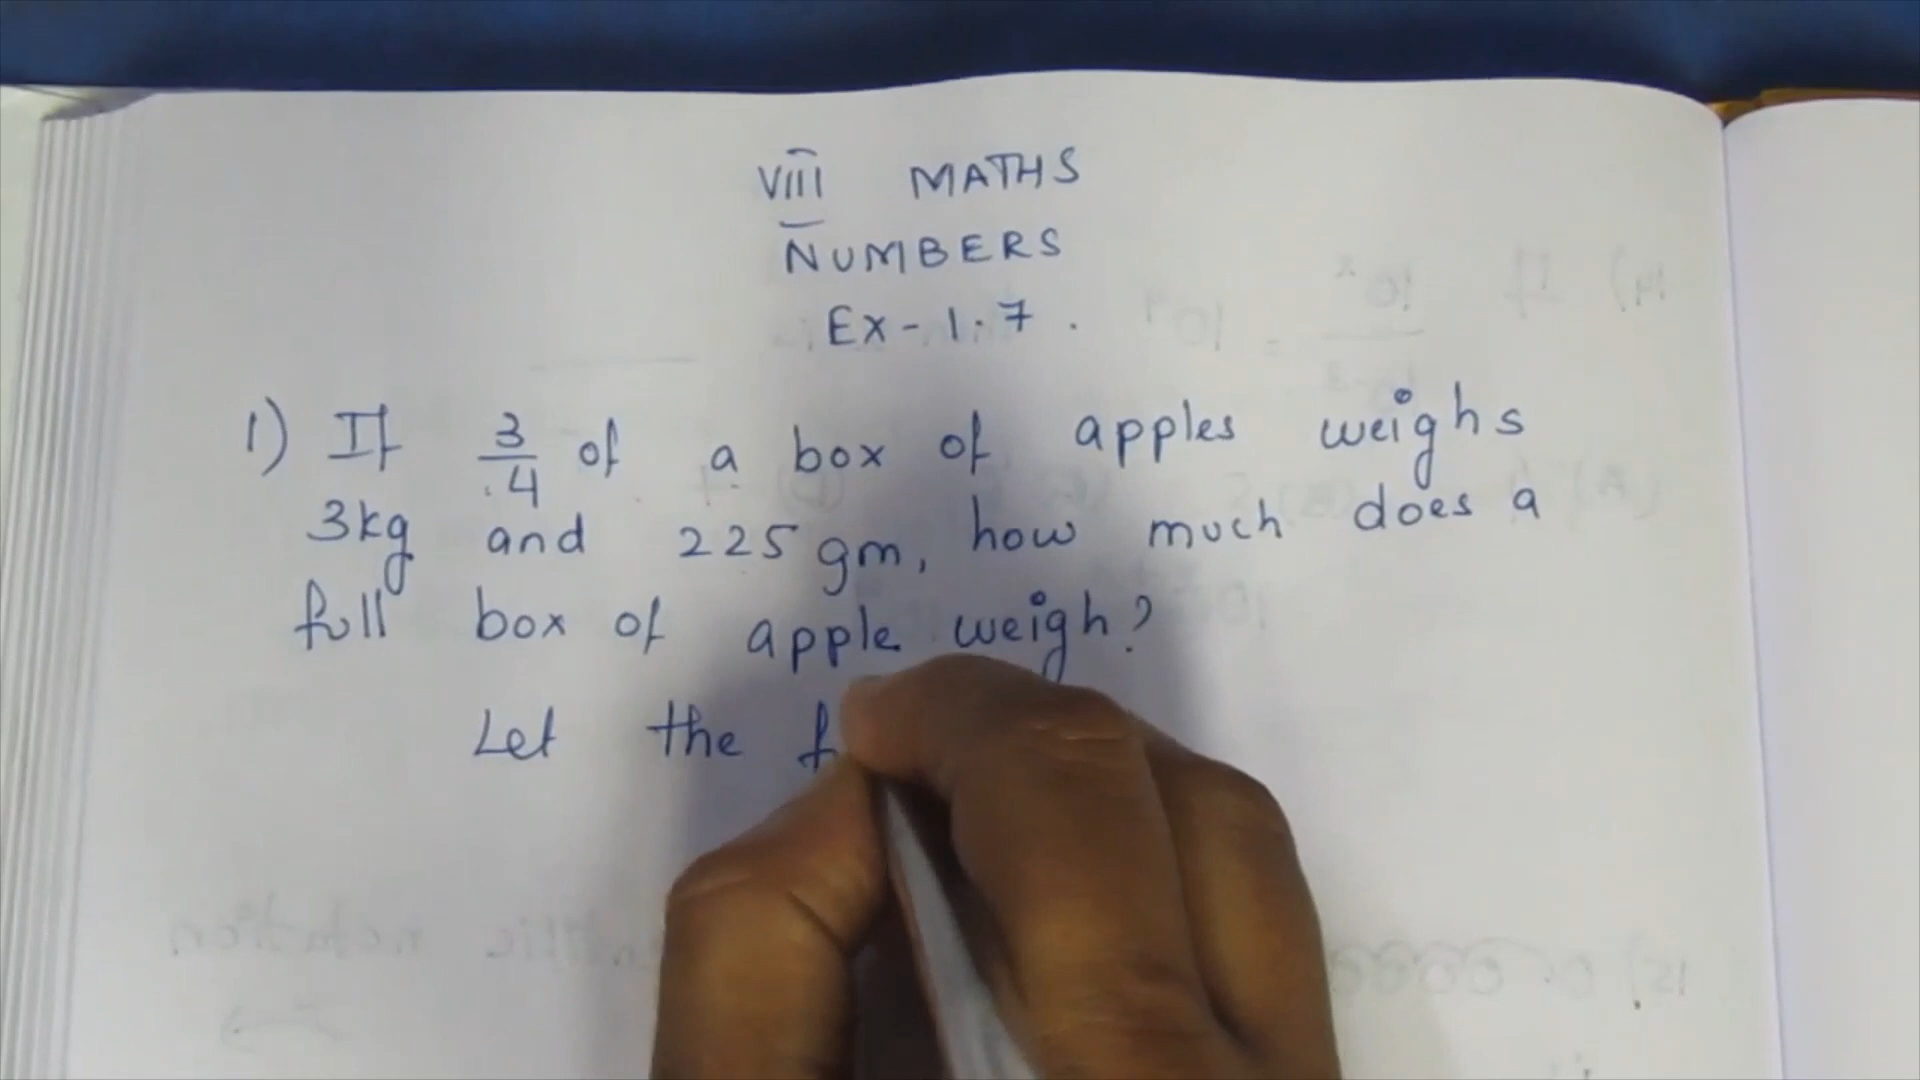 VIII MATHS
NUMBERS
Ex-1.7.
1) If 3/4 of a box of apples weighs
3kg and 225 gm, how much does a
full box of apple weigh?
Let the f